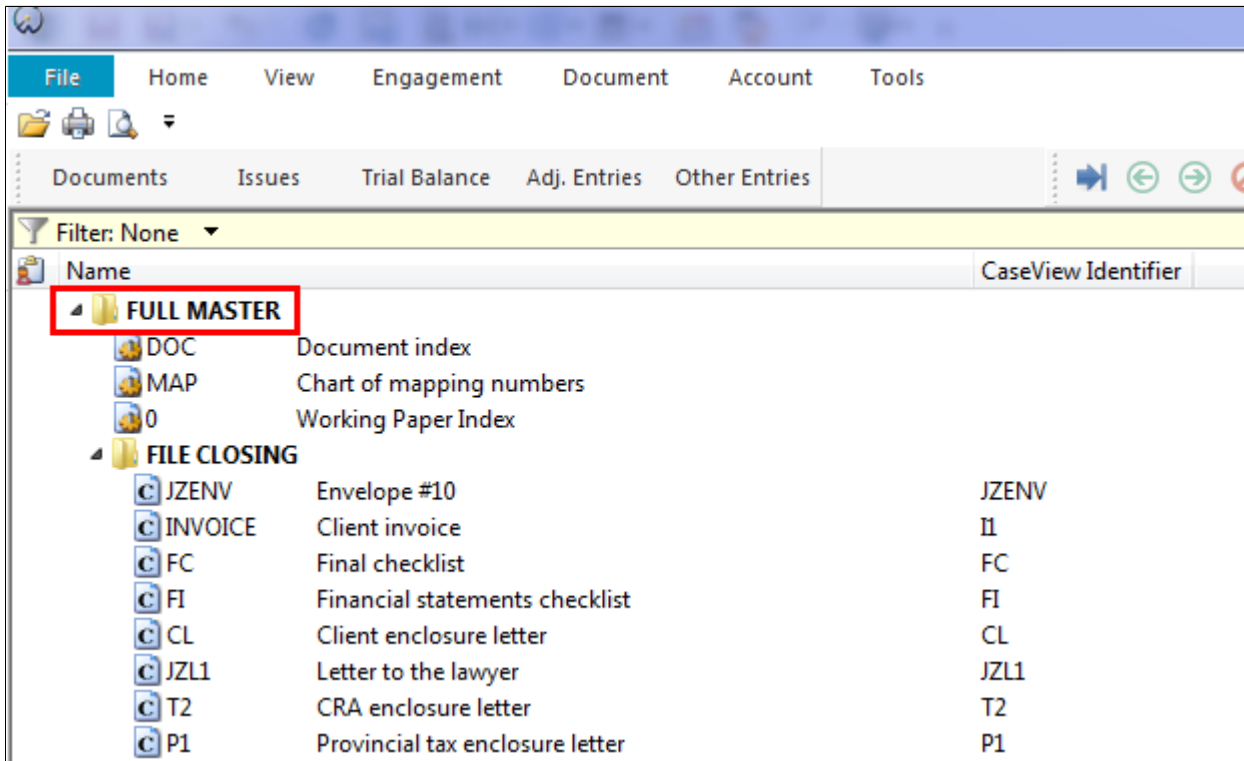 File Home View Engagement Document Account Tools
Documents Issues Trial Balance Adj. Entries Other Entries
Filter: None
Name CaseView Identifier
FULL MASTER
DOC Document index
MAP Chart of mapping numbers
0 Working Paper Index
FILE CLOSING
JZENV Envelope #10 JZENV
INVOICE Client invoice I1
FC Final checklist FC
FI Financial statements checklist FI
CL Client enclosure letter CL
JZL1 Letter to the lawyer JZL1
T2 CRA enclosure letter T2
P1 Provincial tax enclosure letter P1